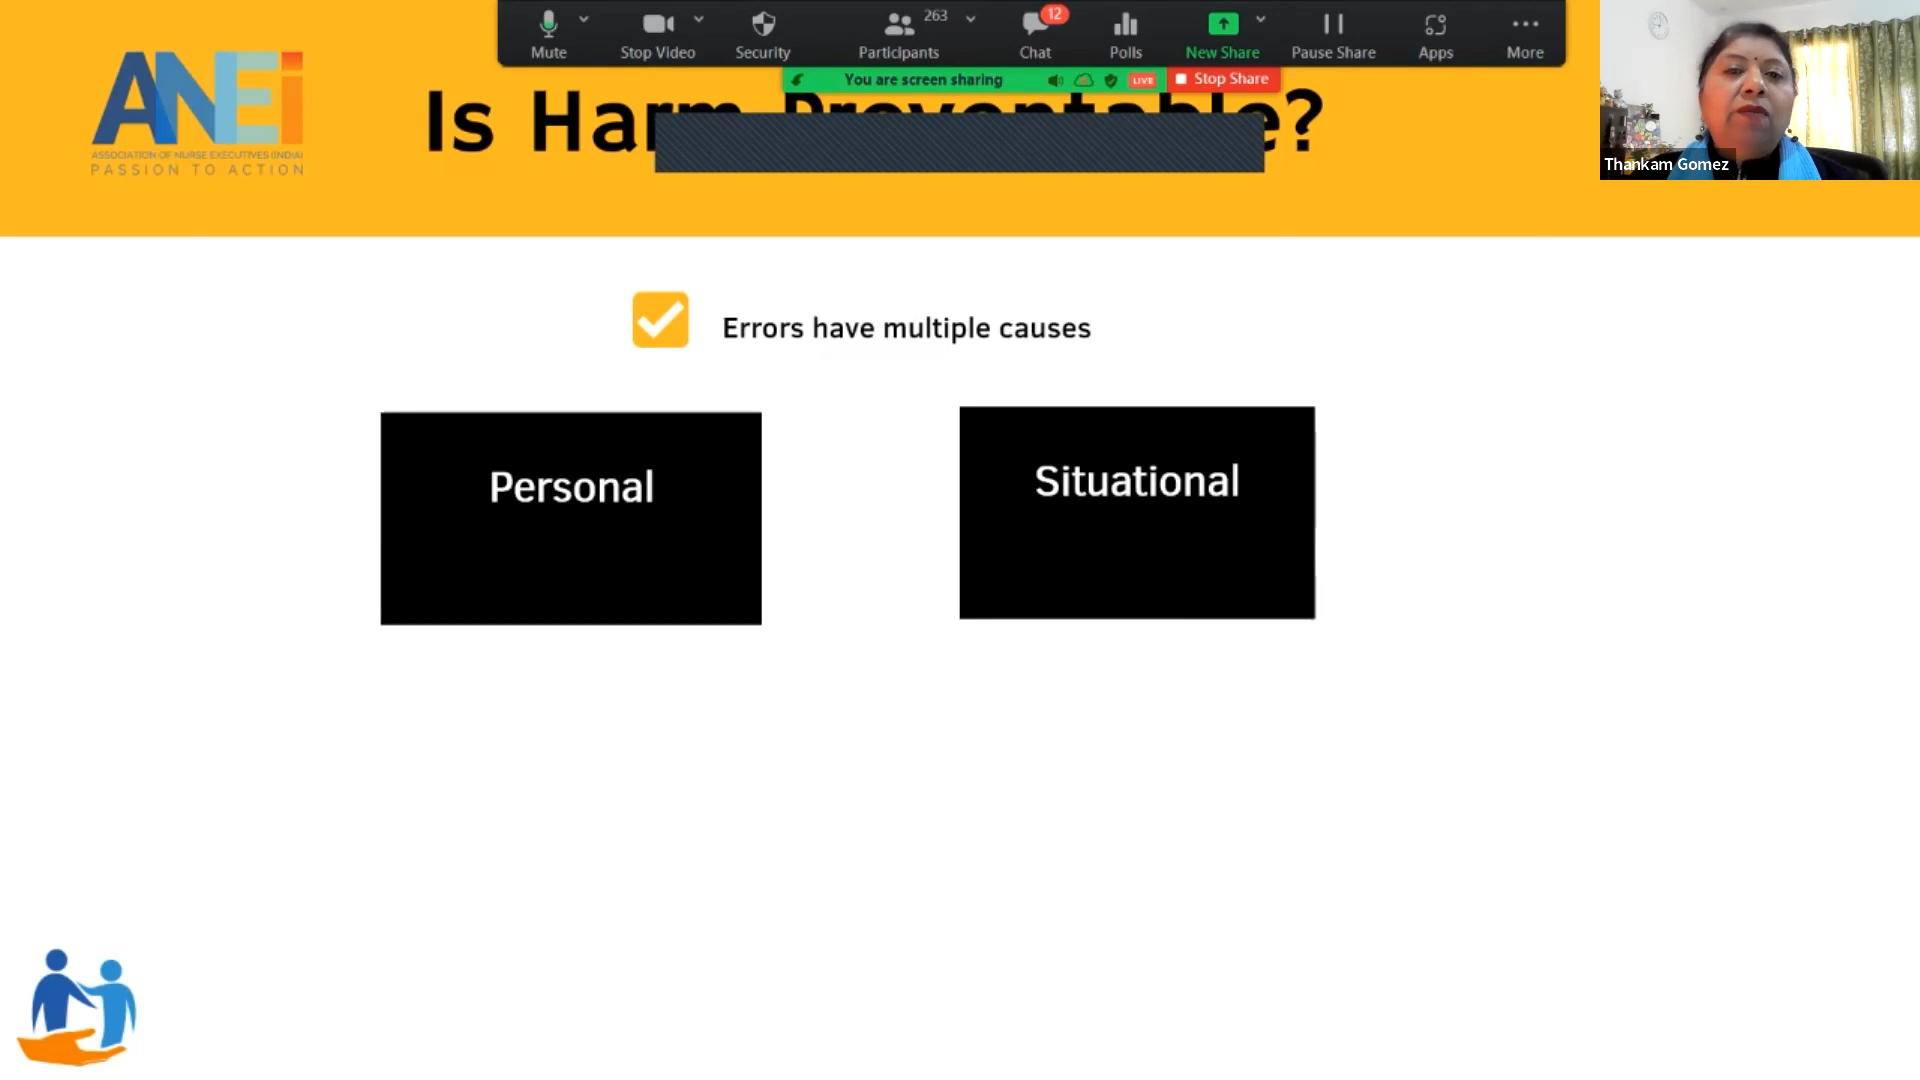 263
12
Mute
Stop Video
Security
Participants
Chat
Polls
New Share
Pause Share
Apps
More
You are screen sharing
LIVE
Stop Share
ANEi
ASSOCIATION OF NURSE EXECUTIVES (INDIA)
PASSION TO ACTION
Is Harm Preventable?
Thankam Gomez
Errors have multiple causes
Personal
Situational